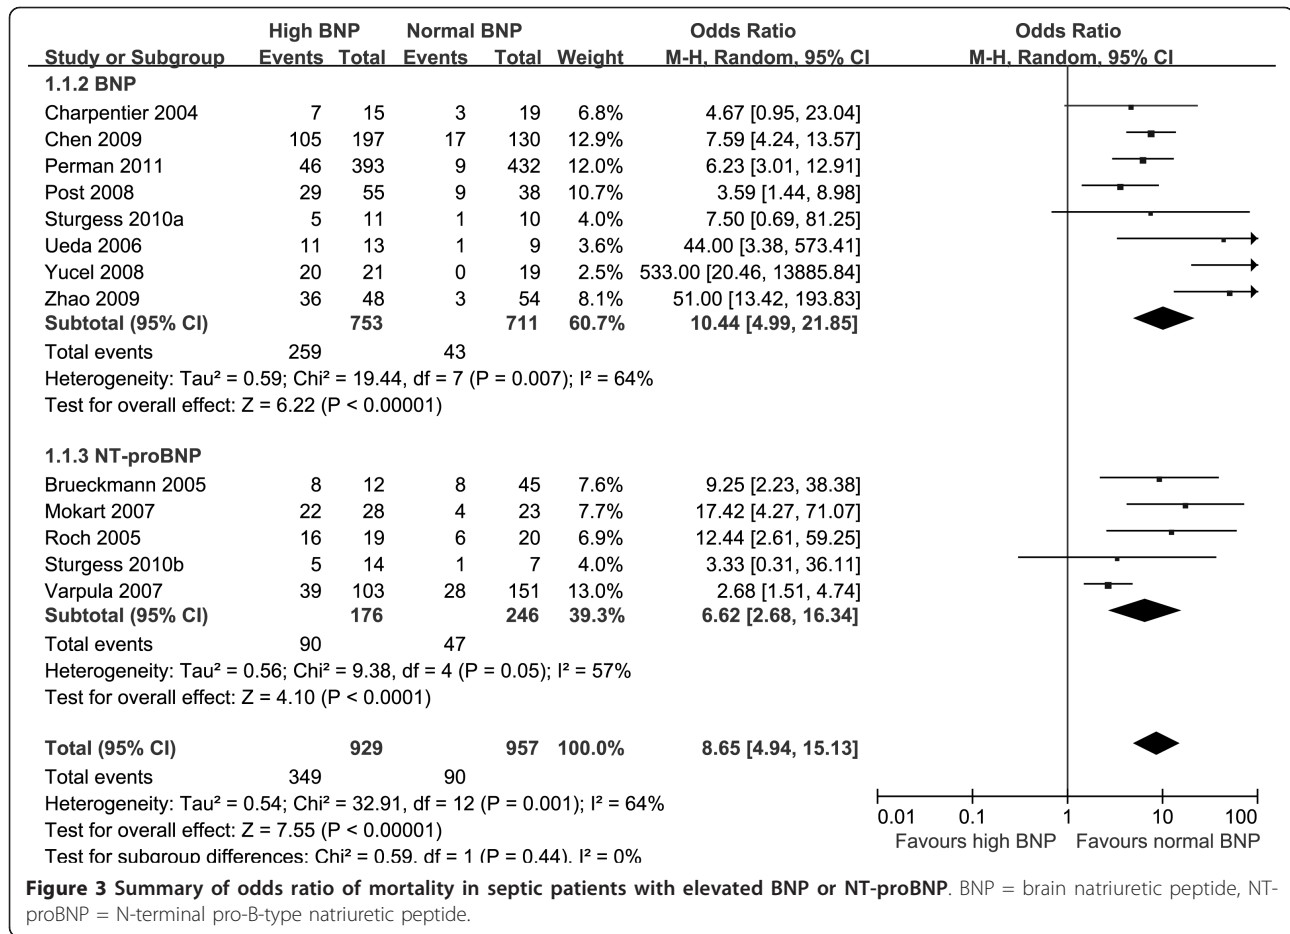 High BNP Normal BNP Odds Ratio Odds Ratio
Study or Subgroup Events Total Events Total Weight M-H, Random, 95% CI M-H, Random, 95% CI
1.1.2 BNP
Charpentier 2004 7 15 3 19 6.8% 4.67 [0.95, 23.04]
Chen 2009 105 197 17 130 12.9% 7.59 [4.24, 13.57]
Perman 2011 46 393 9 432 12.0% 6.23 [3.01, 12.91]
Post 2008 29 55 9 38 10.7% 3.59 [1.44, 8.98]
Sturgess 2010a 5 11 1 10 4.0% 7.50 [0.69, 81.25]
Ueda 2006 11 13 1 9 3.6% 44.00 [3.38, 573.41]
Yucel 2008 20 21 0 19 2.5% 533.00 [20.46, 13885.84]
Zhao 2009 36 48 3 54 8.1% 51.00 [13.42, 193.83]
Subtotal (95% CI) 753 711 60.7% 10.44 [4.99, 21.85]
Total events 259 43
Heterogeneity: Tau² = 0.59; Chi² = 19.44, df = 7 (P = 0.007); I² = 64%
Test for overall effect: Z = 6.22 (P < 0.00001)
1.1.3 NT-proBNP
Brueckmann 2005 8 12 8 45 7.6% 9.25 [2.23, 38.38]
Mokart 2007 22 28 4 23 7.7% 17.42 [4.27, 71.07]
Roch 2005 16 19 6 20 6.9% 12.44 [2.61, 59.25]
Sturgess 2010b 5 14 1 7 4.0% 3.33 [0.31, 36.11]
Varpula 2007 39 103 28 151 13.0% 2.68 [1.51, 4.74]
Subtotal (95% CI) 176 246 39.3% 6.62 [2.68, 16.34]
Total events 90 47
Heterogeneity: Tau² = 0.56; Chi² = 9.38, df = 4 (P = 0.05); I² = 57%
Test for overall effect: Z = 4.10 (P < 0.0001)
Total (95% CI) 929 957 100.0% 8.65 [4.94, 15.13]
Total events 349 90
Heterogeneity: Tau² = 0.54; Chi² = 32.91, df = 12 (P = 0.001); I² = 64%
Test for overall effect: Z = 7.55 (P < 0.00001)
Test for subgroup differences: Chi² = 0.59, df = 1 (P = 0.44), I² = 0%
0.01 0.1 1 10 100
Favours high BNP Favours normal BNP
Figure 3 Summary of odds ratio of mortality in septic patients with elevated BNP or NT-proBNP. BNP = brain natriuretic peptide, NT-
proBNP = N-terminal pro-B-type natriuretic peptide.